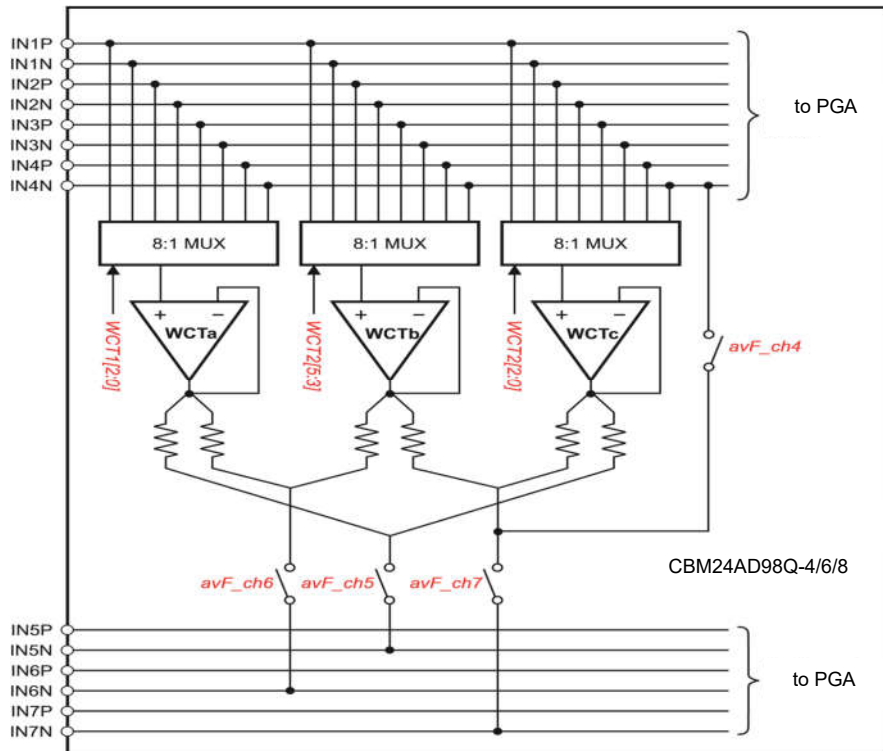 IN1P
IN1N
IN2P
IN2N
IN3P
IN3N
IN4P
IN4N
to PGA
8:1 MUX
8:1 MUX
8:1 MUX
+ −
WCTa
+ −
WCTb
+ −
WCTc
WCT1[2:0]
WCT2[5:3]
WCT2[2:0]
avF_ch4
CBM24AD98Q-4/6/8
avF_ch6
avF_ch5
avF_ch7
IN5P
IN5N
IN6P
IN6N
IN7P
IN7N
to PGA